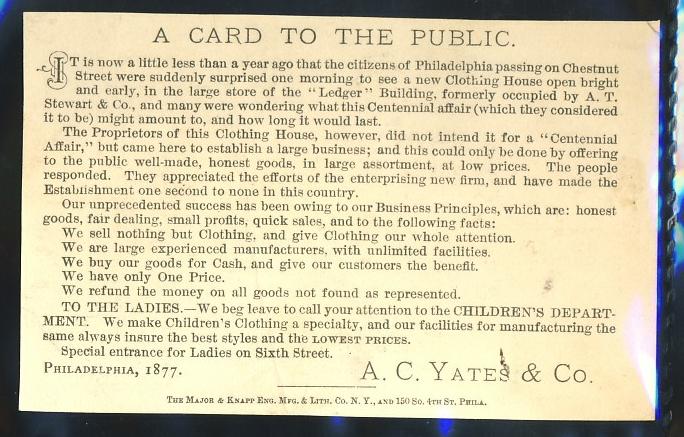 A CARD TO THE PUBLIC.
IT is now a little less than a year ago that the citizens of Philadelphia passing on Chestnut
Street were suddenly surprised one morning to see a new Clothing House open bright
and early, in the large store of the "Ledger" Building, formerly occupied by A. T.
Stewart & Co., and many were wondering what this Centennial affair (which they considered
it to be) might amount to, and how long it would last.
The Proprietors of this Clothing House, however, did not intend it for a "Centennial
Affair," but came here to establish a large business; and this could only be done by offering
to the public well-made, honest goods, in large assortment, at low prices. The people
responded. They appreciated the efforts of the enterprising new firm, and have made the
Establishment one second to none in this country.
Our unprecedented success has been owing to our Business Principles, which are: honest
goods, fair dealing, small profits, quick sales, and to the following facts:
We sell nothing but Clothing, and give Clothing our whole attention.
We are large experienced manufacturers, with unlimited facilities.
We buy our goods for Cash, and give our customers the benefit.
We have only One Price.
We refund the money on all goods not found as represented.
TO THE LADIES.—We beg leave to call your attention to the CHILDREN'S DEPART-
MENT. We make Children's Clothing a specialty, and our facilities for manufacturing the
same always insure the best styles and the LOWEST PRICES.
Special entrance for Ladies on Sixth Street.
PHILADELPHIA, 1877. A. C. YATES & CO.
THE MAJOR & KNAPP ENG. MFG. & LITH. CO. N. Y., AND 150 SO. 4TH ST. PHILA.